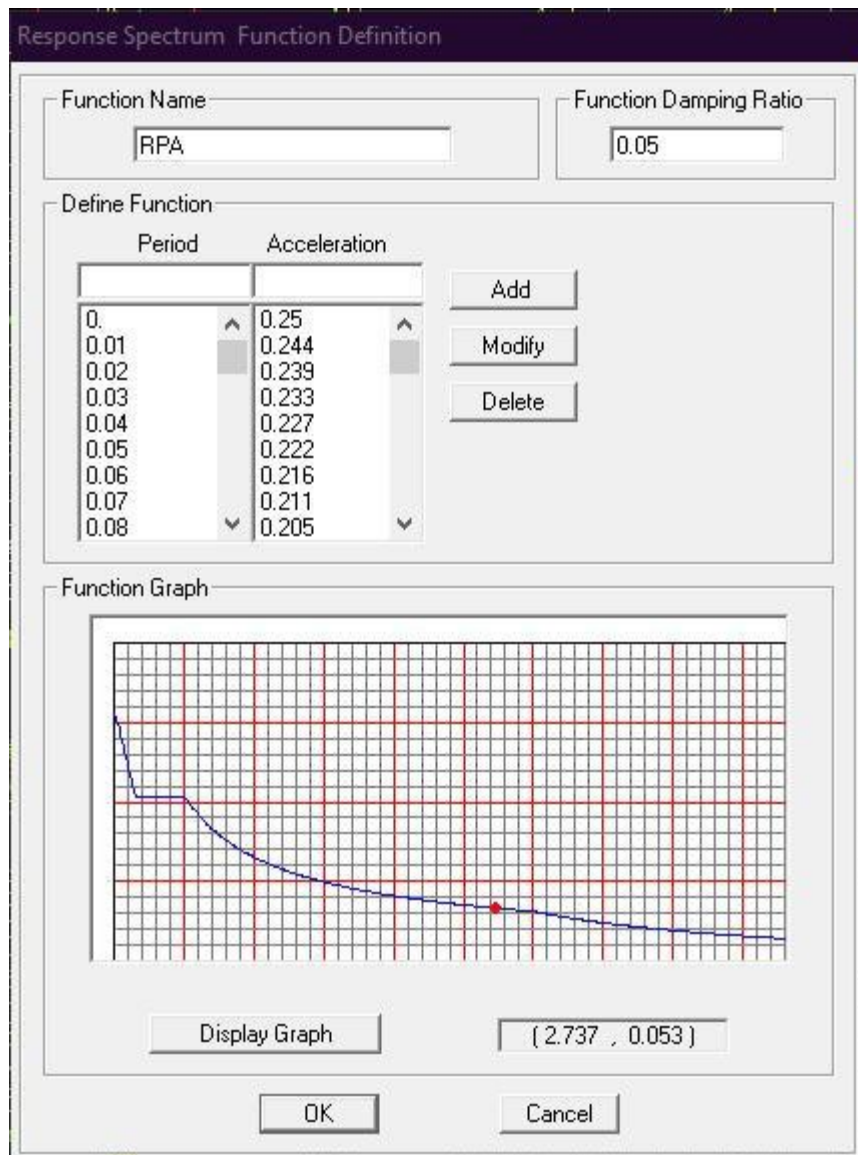 Response Spectrum Function Definition
Function Name
Function Damping Ratio
RPA
0.05
Define Function
Period Acceleration
Add
Modify
Delete
0. 0.25
0.01 0.244
0.02 0.239
0.03 0.233
0.04 0.227
0.05 0.222
0.06 0.216
0.07 0.211
0.08 0.205
Function Graph
Display Graph
( 2.737 , 0.053 )
OK
Cancel